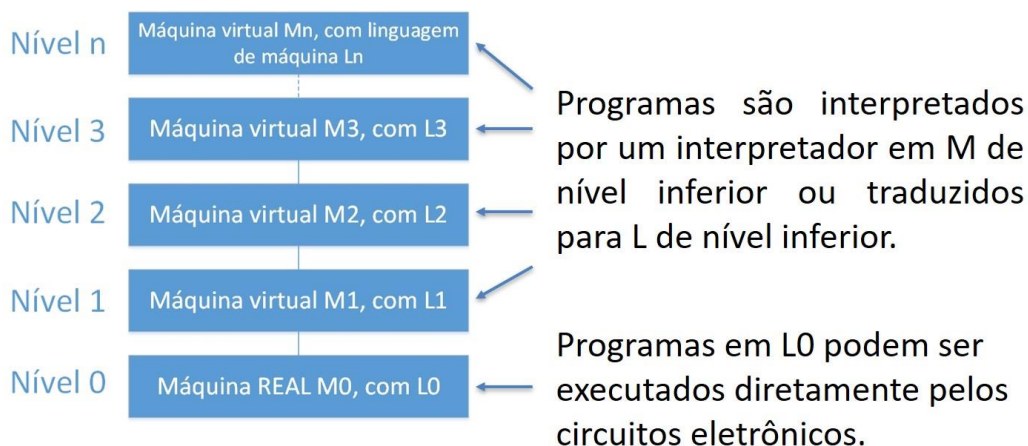 Nível n
Máquina virtual Mn, com linguagem
de máquina Ln
Nível 3
Máquina virtual M3, com L3
Nível 2
Máquina virtual M2, com L2
Nível 1
Máquina virtual M1, com L1
Nível 0
Máquina REAL M0, com L0
Programas são interpretados
por um interpretador em M de
nível inferior ou traduzidos
para L de nível inferior.
Programas em L0 podem ser
executados diretamente pelos
circuitos eletrônicos.